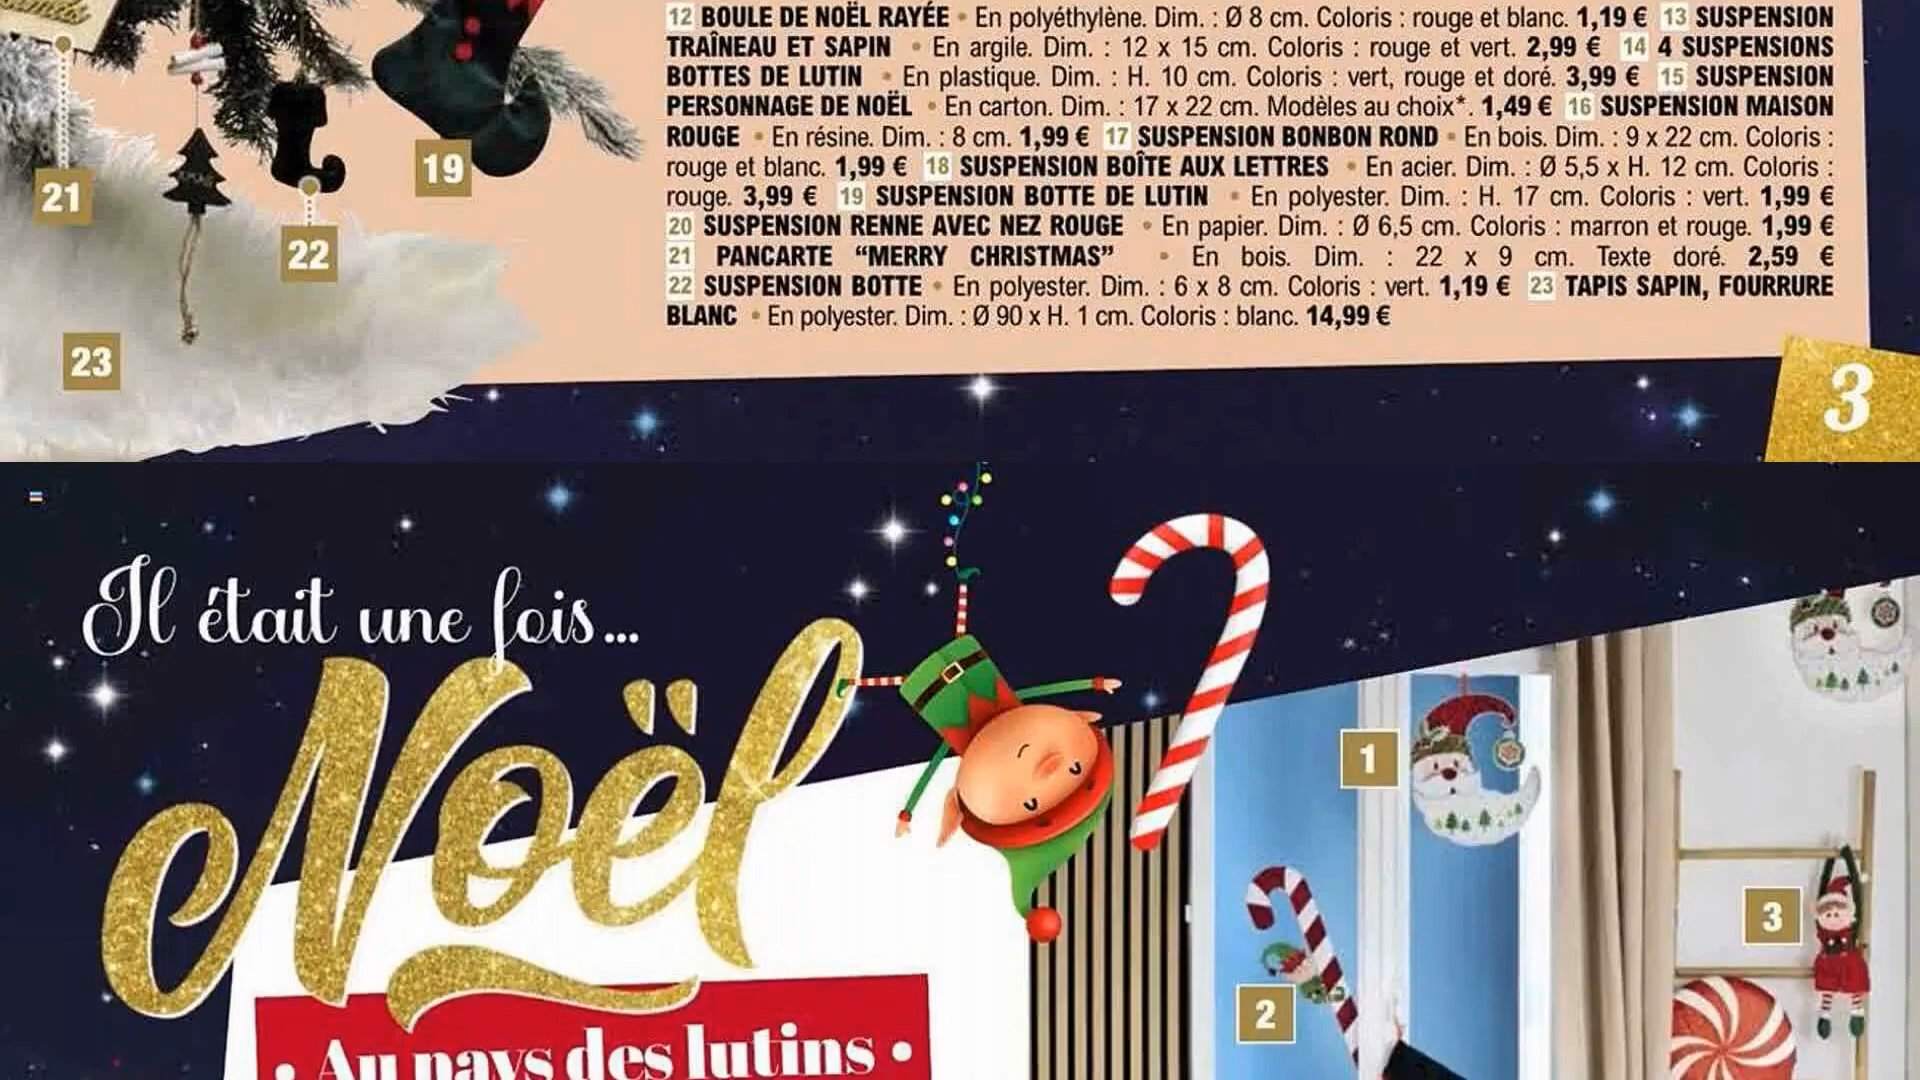 12 BOULE DE NOËL RAYÉE • En polyéthylène. Dim. : Ø 8 cm. Coloris : rouge et blanc. 1,19 € 13 SUSPENSION
TRAÎNEAU ET SAPIN • En argile. Dim. : 12 x 15 cm. Coloris : rouge et vert. 2,99 € 14 4 SUSPENSIONS
BOTTES DE LUTIN • En plastique. Dim. : H. 10 cm. Coloris : vert, rouge et doré. 3,99 € 15 SUSPENSION
PERSONNAGE DE NOËL • En carton. Dim. : 17 x 22 cm. Modèles au choix*. 1,49 € 16 SUSPENSION MAISON
ROUGE • En résine. Dim. : 8 cm. 1,99 € 17 SUSPENSION BONBON ROND • En bois. Dim. : 9 x 22 cm. Coloris :
rouge et blanc. 1,99 € 18 SUSPENSION BOÎTE AUX LETTRES • En acier. Dim. : Ø 5,5 x H. 12 cm. Coloris :
rouge. 3,99 € 19 SUSPENSION BOTTE DE LUTIN • En polyester. Dim. : H. 17 cm. Coloris : vert. 1,99 €
20 SUSPENSION RENNE AVEC NEZ ROUGE • En papier. Dim. : Ø 6,5 cm. Coloris : marron et rouge. 1,99 €
21 PANCARTE “MERRY CHRISTMAS” • En bois. Dim. : 22 x 9 cm. Texte doré. 2,59 €
22 SUSPENSION BOTTE • En polyester. Dim. : 6 x 8 cm. Coloris : vert. 1,19 € 23 TAPIS SAPIN, FOURRURE
BLANC • En polyester. Dim. : Ø 90 x H. 1 cm. Coloris : blanc. 14,99 €
19
21
22
23
3
Il était une fois...
Noël
• Au pays des lutins •
1
2
3